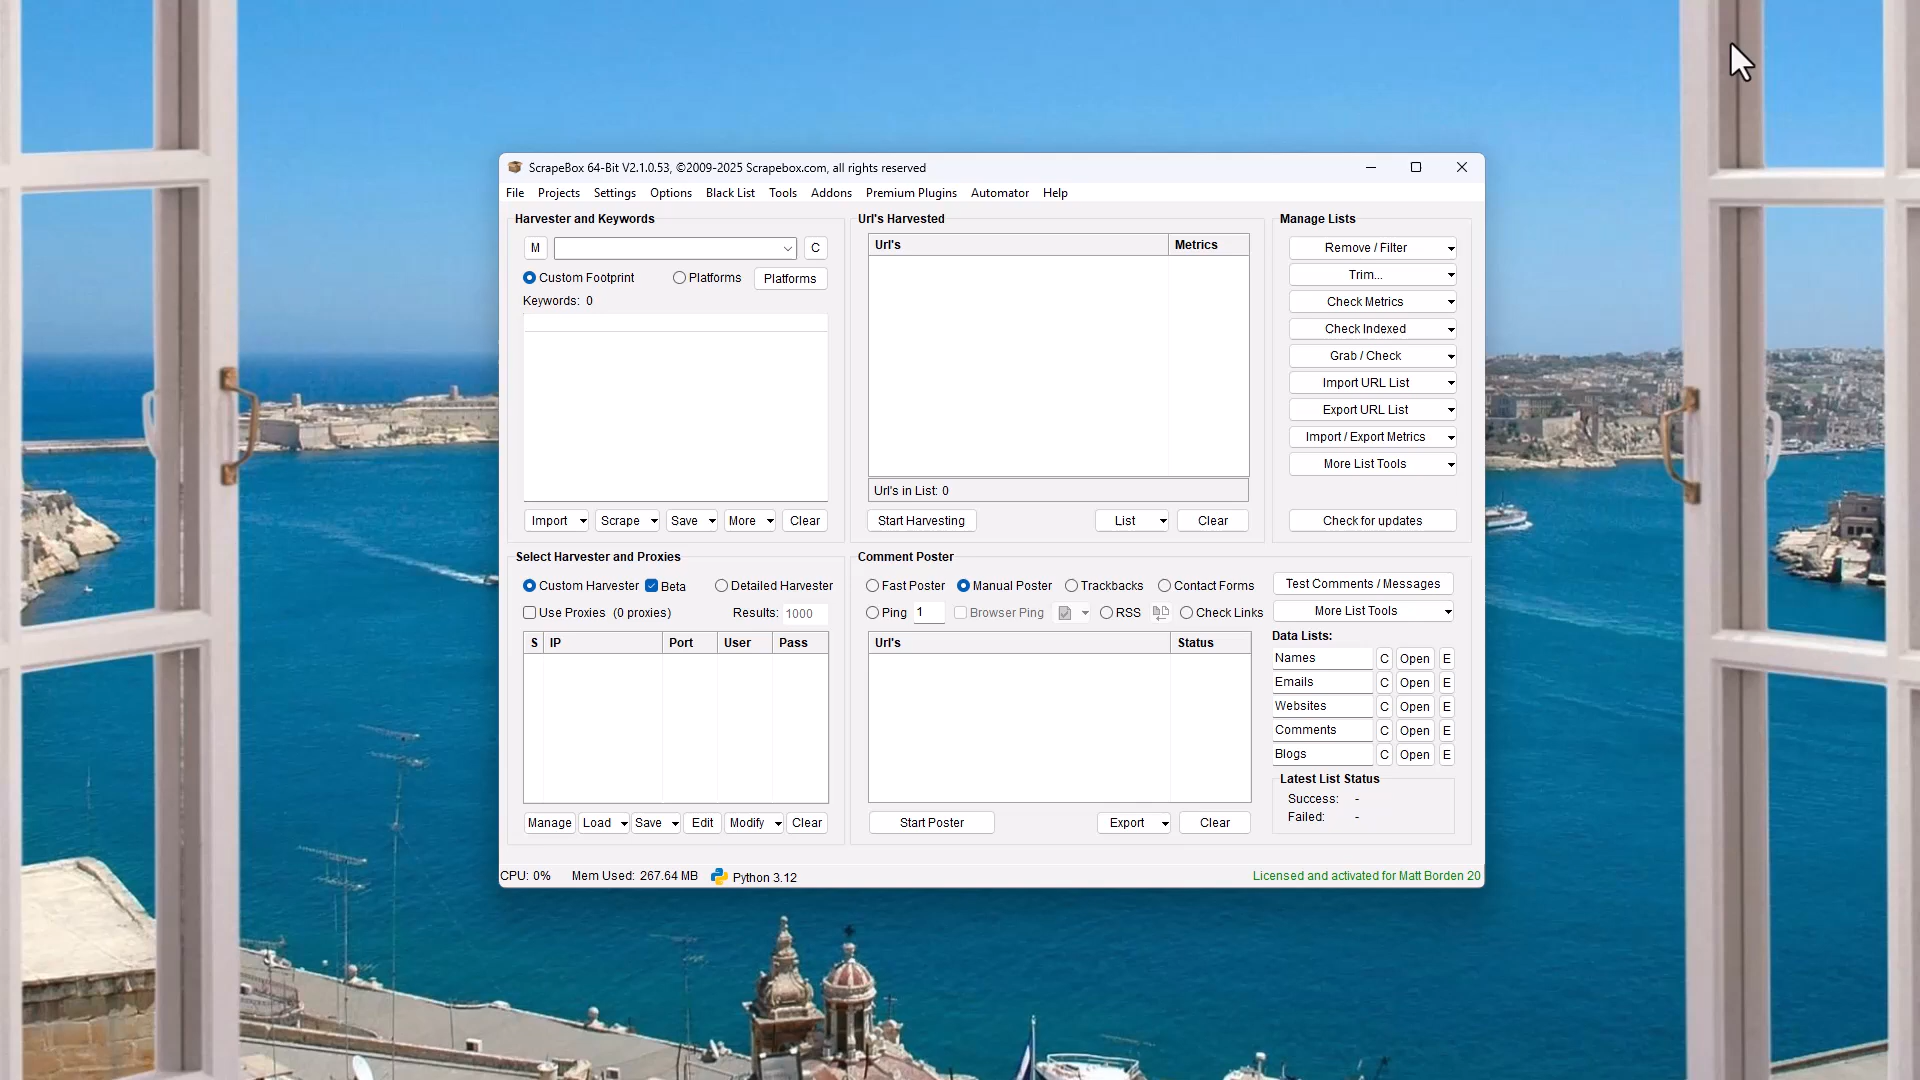 ScrapeBox 64-Bit V2.1.0.53, ©2009-2025 Scrapebox.com, all rights reserved
File Projects Settings Options Black List Tools Addons Premium Plugins Automator Help
Harvester and Keywords
M C
Custom Footprint Platforms Platforms
Keywords: 0
Import Scrape Save More Clear
Url's Harvested
Url's Metrics
Url's in List: 0
Start Harvesting List Clear
Manage Lists
Remove / Filter
Trim...
Check Metrics
Check Indexed
Grab / Check
Import URL List
Export URL List
Import / Export Metrics
More List Tools
Check for updates
Select Harvester and Proxies
Custom Harvester Beta Detailed Harvester
Use Proxies (0 proxies) Results: 1000
S IP Port User Pass
Manage Load Save Edit Modify Clear
Comment Poster
Fast Poster Manual Poster Trackbacks Contact Forms
Ping 1 Browser Ping RSS Check Links
Url's Status
Start Poster Export Clear
Test Comments / Messages
More List Tools
Data Lists:
Names C Open E
Emails C Open E
Websites C Open E
Comments C Open E
Blogs C Open E
Latest List Status
Success: -
Failed: -
CPU: 0% Mem Used: 267.64 MB Python 3.12
Licensed and activated for Matt Borden 20